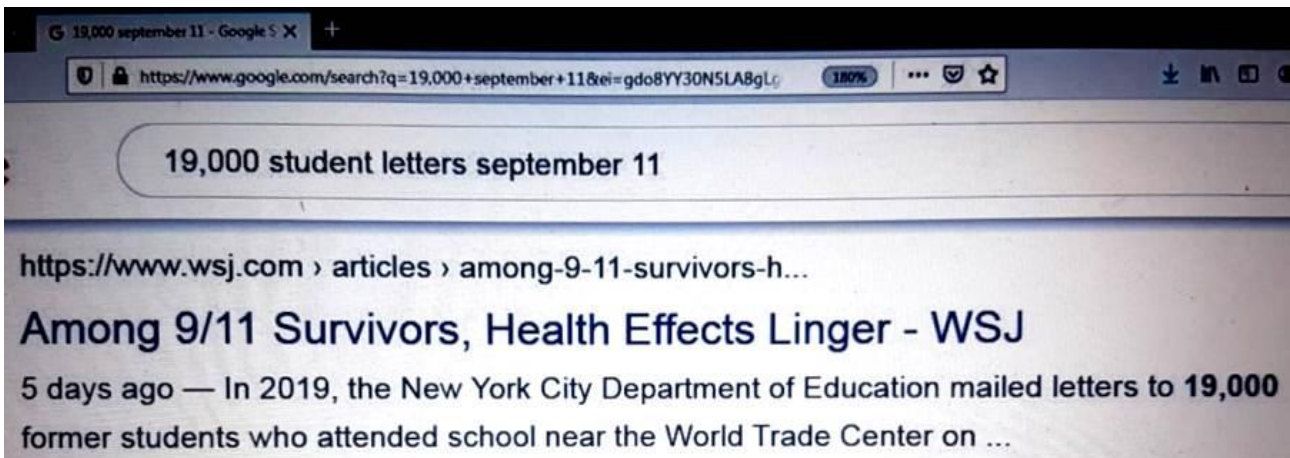 19,000 september 11 - Google S
https://www.google.com/search?q=19,000+september+11&ei=gdo8YY30N5LA8gL
180%
19,000 student letters september 11
https://www.wsj.com › articles › among-9-11-survivors-h...
Among 9/11 Survivors, Health Effects Linger - WSJ
5 days ago — In 2019, the New York City Department of Education mailed letters to 19,000
former students who attended school near the World Trade Center on ...